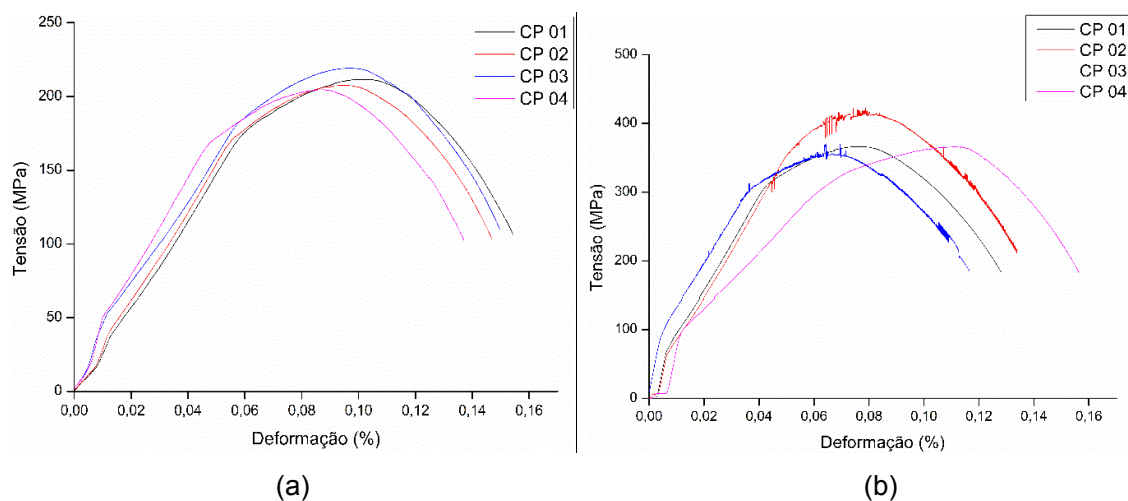 250
200
150
100
50
0
Tensão (MPa)
CP 01
CP 02
CP 03
CP 04
0,00 0,02 0,04 0,06 0,08 0,10 0,12 0,14 0,16
Deformação (%)
(a)
500
400
300
200
100
0
Tensão (MPa)
CP 01
CP 02
CP 03
CP 04
0,00 0,02 0,04 0,06 0,08 0,10 0,12 0,14 0,16
Deformação (%)
(b)